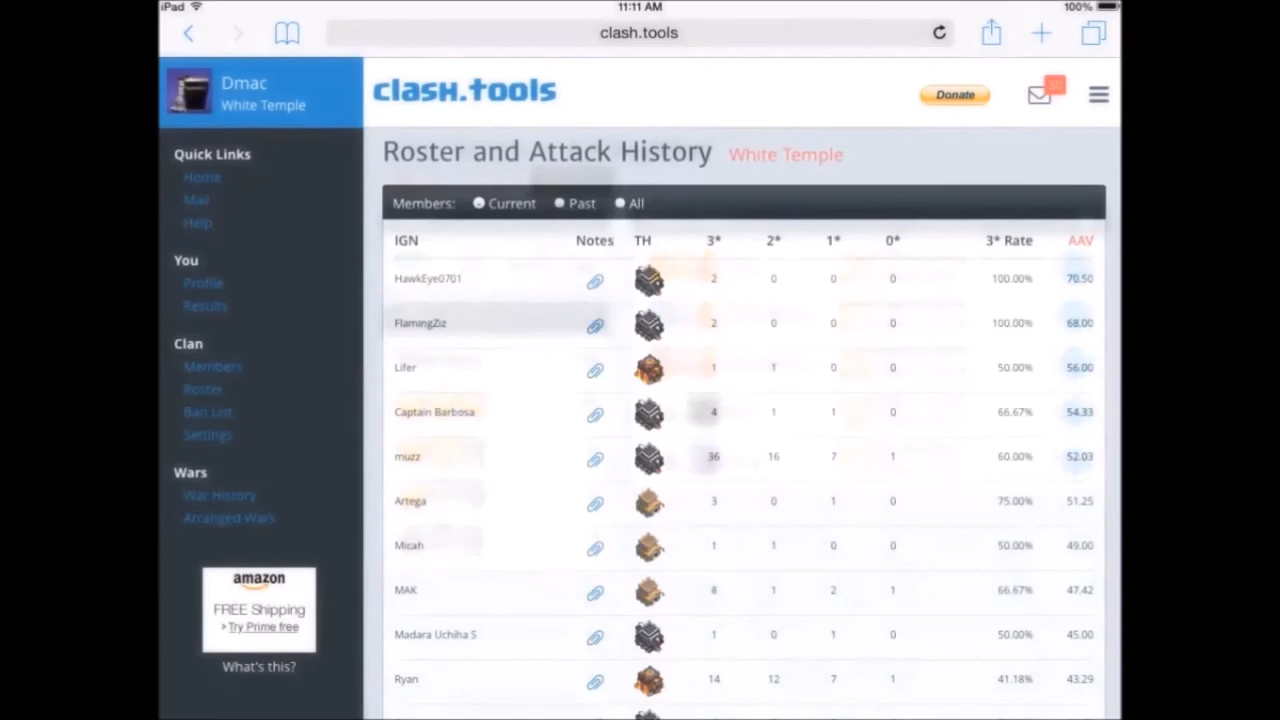 iPad 11:11 AM 100%
clash.tools
Dmac
White Temple
clash.tools
Donate
Quick Links
Home
Mail
Help
You
Profile
Results
Clan
Members
Roster
Ban List
Settings
Wars
War History
Arranged Wars
amazon
FREE Shipping
> Try Prime free
What's this?
Roster and Attack History White Temple
Members: Current Past All
IGN Notes TH 3* 2* 1* 0* 3* Rate AAV
HawkEye0701 2 0 0 0 100.00% 70.50
FlamingZiz 2 0 0 0 100.00% 68.00
Lifer 1 1 0 0 50.00% 56.00
Captain Barbosa 4 1 1 0 66.67% 54.33
muzz 36 16 7 1 60.00% 52.03
Artega 3 0 1 0 75.00% 51.25
Micah 1 1 0 0 50.00% 49.00
MAK 8 1 2 1 66.67% 47.42
Madara Uchiha S 1 0 1 0 50.00% 45.00
Ryan 14 12 7 1 41.18% 43.29